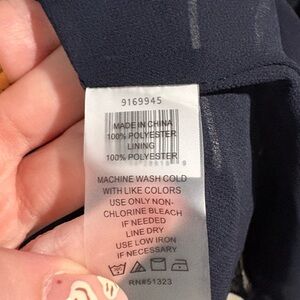 9169945
MADE IN CHINA
100% POLYESTER
LINING
100% POLYESTER
MACHINE WASH COLD
WITH LIKE COLORS
USE ONLY NON-
CHLORINE BLEACH
IF NEEDED
LINE DRY
USE LOW IRON
IF NECESSARY
RN#51323